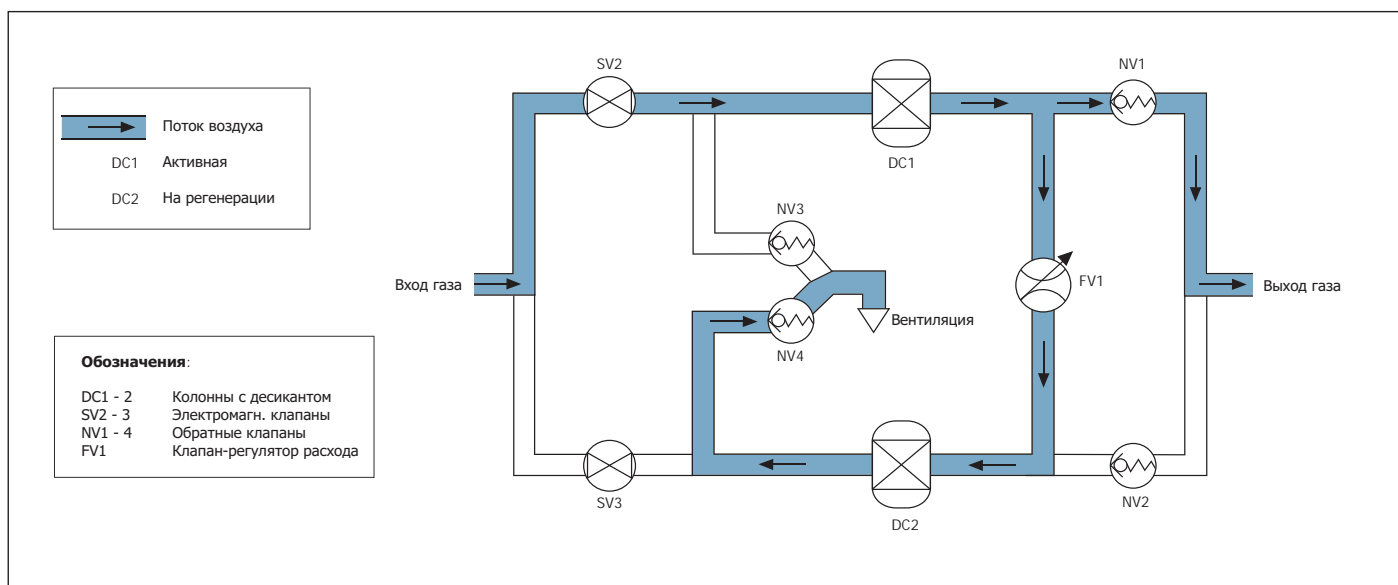 Поток воздуха
DC1 Активная
DC2 На регенерации
Обозначения:
DC1 - 2 Колонны с десикантом
SV2 - 3 Электромагн. клапаны
NV1 - 4 Обратные клапаны
FV1 Клапан-регулятор расхода
SV2
DC1
NV1
NV3
Вход газа
FV1
Выход газа
Вентиляция
NV4
SV3
DC2
NV2